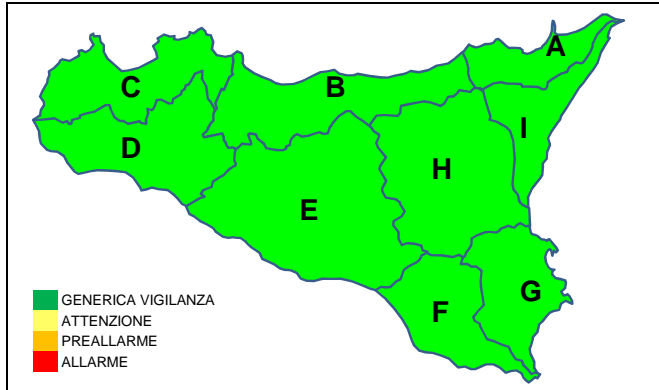 A
B
C
I
D
H
E
G
F
GENERICA VIGILANZA
ATTENZIONE
PREALLARME
ALLARME